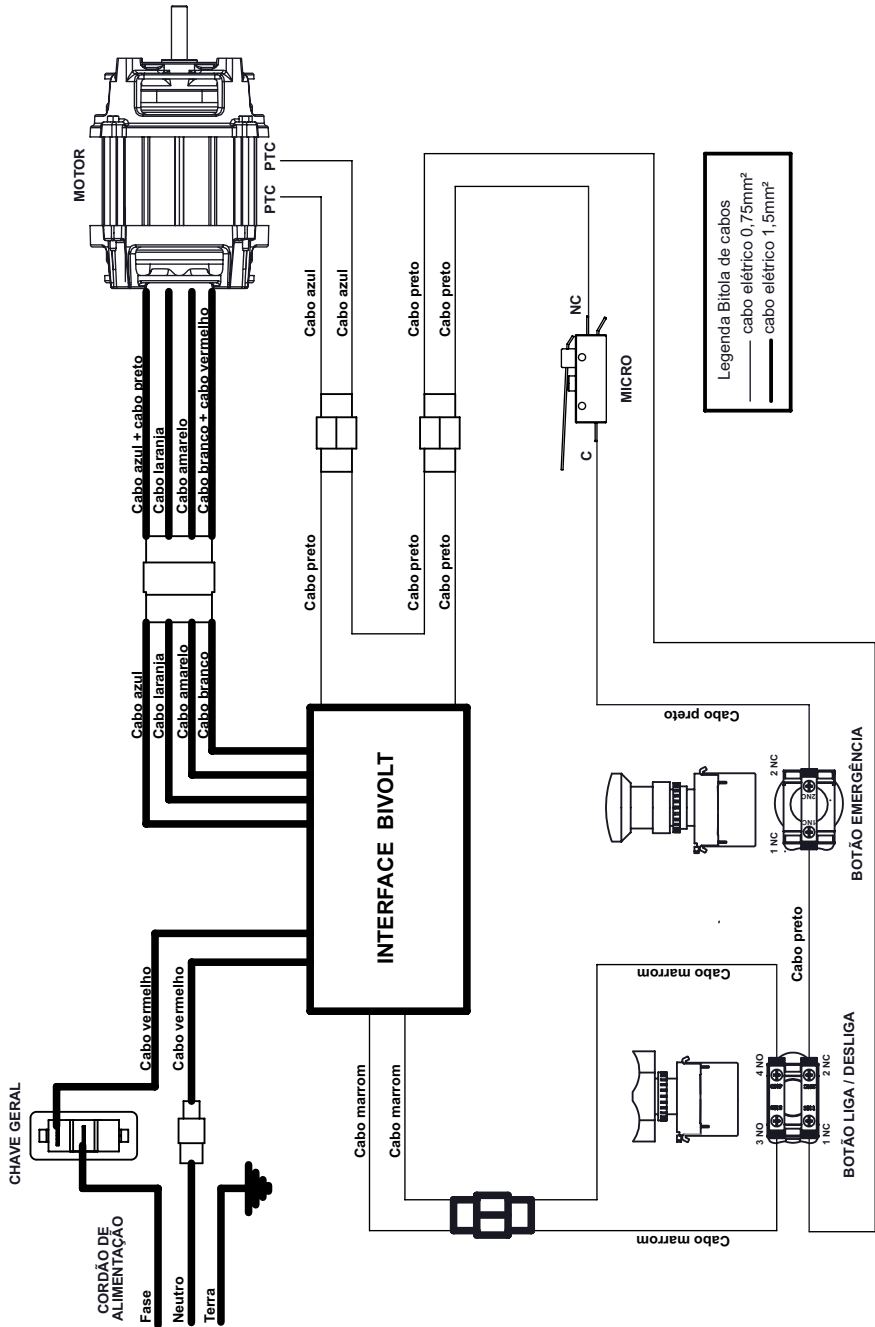 CHAVE GERAL
CORDÃO DE
ALIMENTAÇÃO
Fase
Neutro
Terra
Cabo vermelho
Cabo vermelho
Cabo azul
Cabo laranja
Cabo amarelo
Cabo branco
Cabo azul + cabo preto
Cabo laranja
Cabo amarelo
Cabo branco + cabo vermelho
MOTOR
PTC
PTC
INTERFACE BIVOLT
Cabo preto
Cabo azul
Cabo azul
Cabo preto
Cabo preto
Cabo preto
Cabo preto
Cabo marrom
Cabo marrom
Cabo marrom
Cabo marrom
C
NC
MICRO
Cabo preto
Cabo preto
3 NO
4 NO
1 NC
2 NC
BOTÃO LIGA / DESLIGA
1 NC
2 NC
1NC
2NC
BOTÃO EMERGÊNCIA
Legenda Bitola de cabos
cabo elétrico 0,75mm²
cabo elétrico 1,5mm²